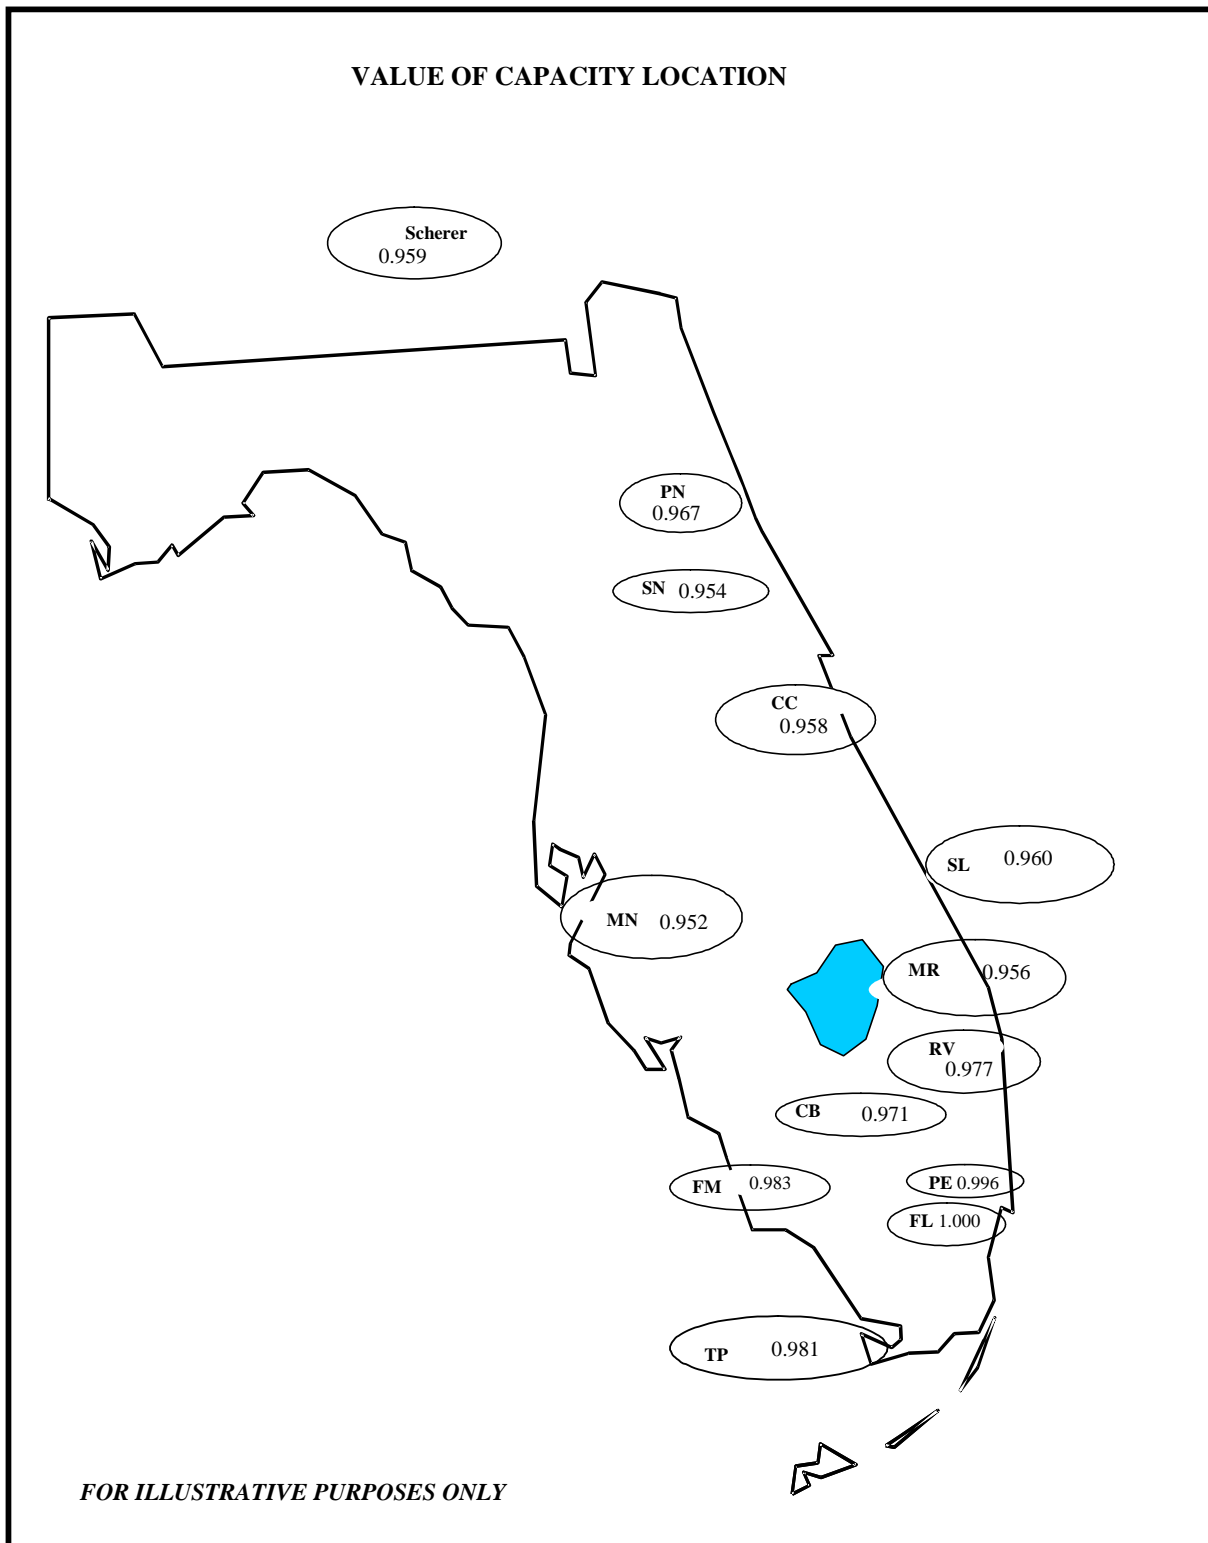 VALUE OF CAPACITY LOCATION
Scherer
0.959
PN
0.967
SN 0.954
CC
0.958
SL 0.960
MN 0.952
MR 0.956
RV
0.977
CB 0.971
FM 0.983
PE 0.996
FL 1.000
TP 0.981
FOR ILLUSTRATIVE PURPOSES ONLY